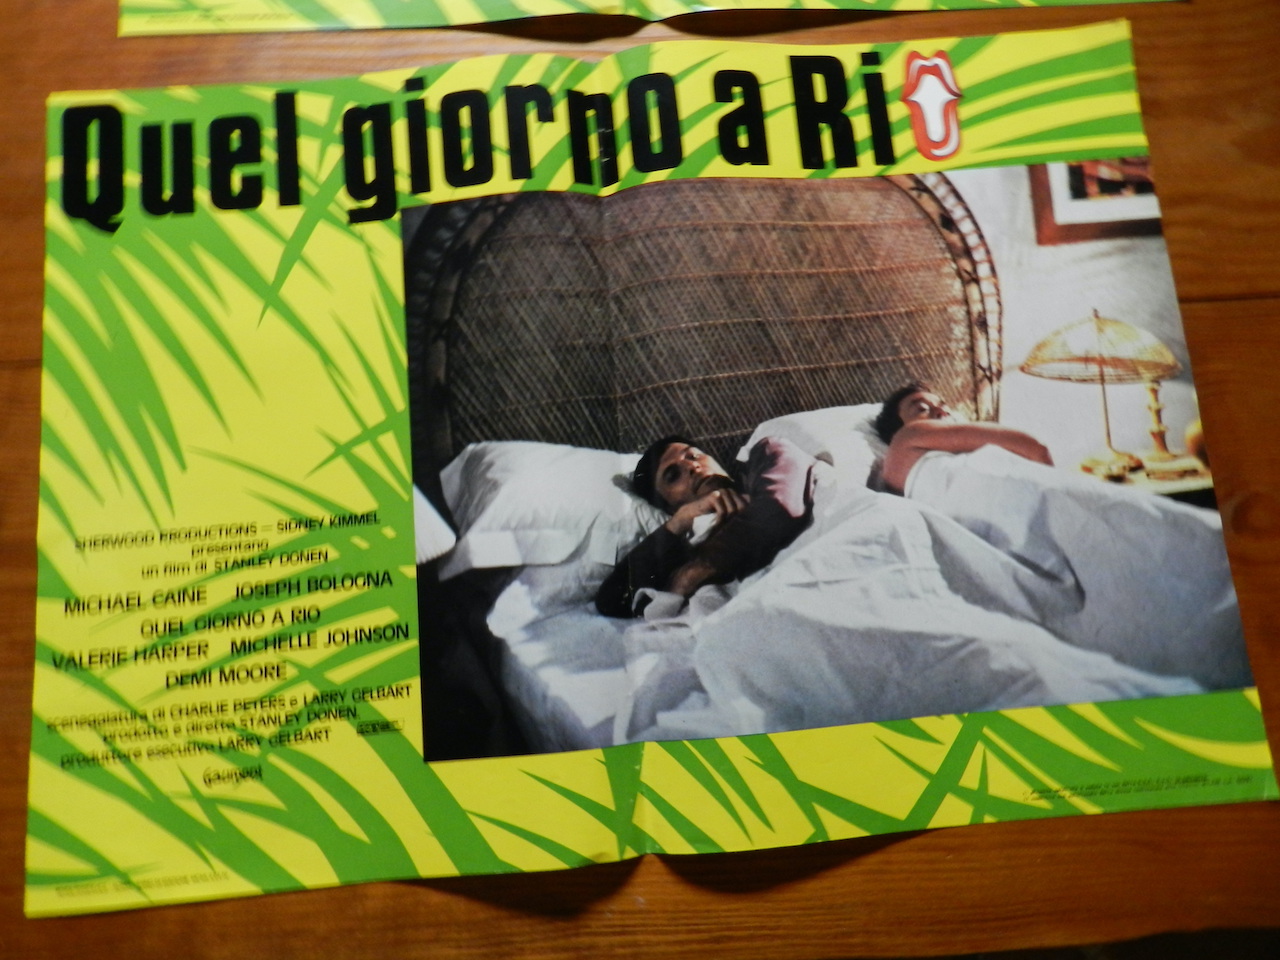 Quel giorno a Rio
SHERWOOD PRODUCTIONS - SIDNEY KIMMEL
presentano
un film di STANLEY DONEN
MICHAEL CAINE JOSEPH BOLOGNA
QUEL GIORNO A RIO
VALERIE HARPER MICHELLE JOHNSON
DEMI MOORE
sceneggiatura di CHARLIE PETERS e LARRY GELBART
prodotto e diretto STANLEY DONEN
produttore esecutivo LARRY GELBART
Gaumont